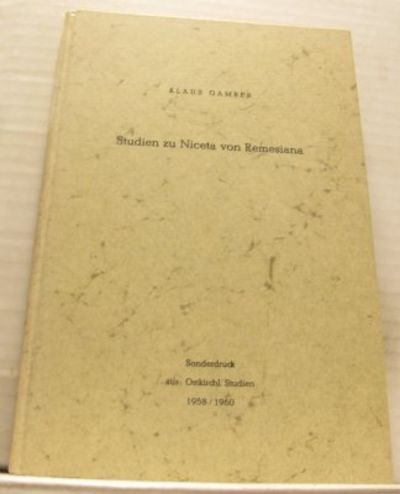 KLAUS GAMBER
Studien zu Niceta von Remesiana
Sonderdruck
aus: Ostkirchl. Studien
1958/1960